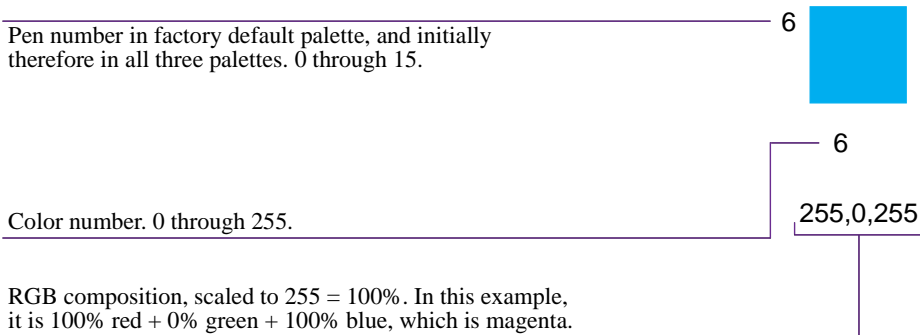 6
Pen number in factory default palette, and initially
therefore in all three palettes. 0 through 15.
6
Color number. 0 through 255.
255,0,255
RGB composition, scaled to 255 = 100%. In this example,
it is 100% red + 0% green + 100% blue, which is magenta.